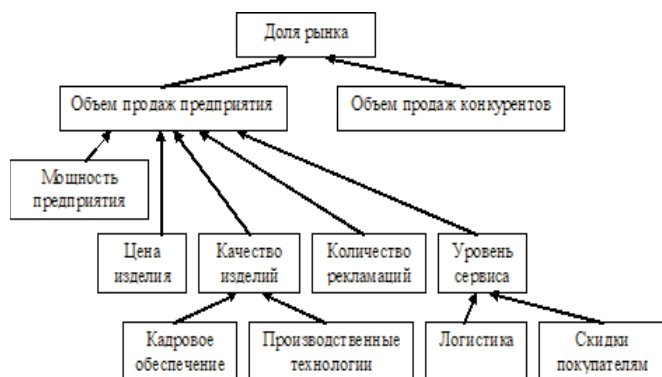 Доля рынка
Объем продаж предприятия
Объем продаж конкурентов
Мощность
предприятия
Цена
изделия
Качество
изделий
Количество
рекламаций
Уровень
сервиса
Кадровое
обеспечение
Производственные
технологии
Логистика
Скидки
покупателям